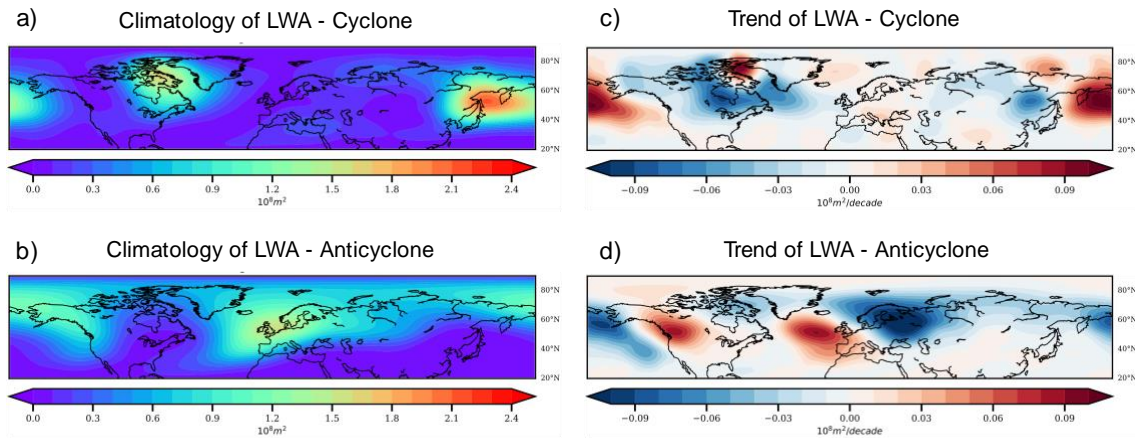 a)
Climatology of LWA - Cyclone
80°N
60°N
40°N
20°N
0.0 0.3 0.6 0.9 1.2 1.5 1.8 2.1 2.4
10⁸m²
c)
Trend of LWA - Cyclone
80°N
60°N
40°N
20°N
−0.09 −0.06 −0.03 0.00 0.03 0.06 0.09
10⁸m²/decade
b)
Climatology of LWA - Anticyclone
80°N
60°N
40°N
20°N
0.0 0.3 0.6 0.9 1.2 1.5 1.8 2.1 2.4
10⁸m²
d)
Trend of LWA - Anticyclone
80°N
60°N
40°N
20°N
−0.09 −0.06 −0.03 0.00 0.03 0.06 0.09
10⁸m²/decade